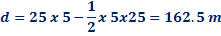 d = 25 x 5 − 1/2 x 5x25 = 162.5 m